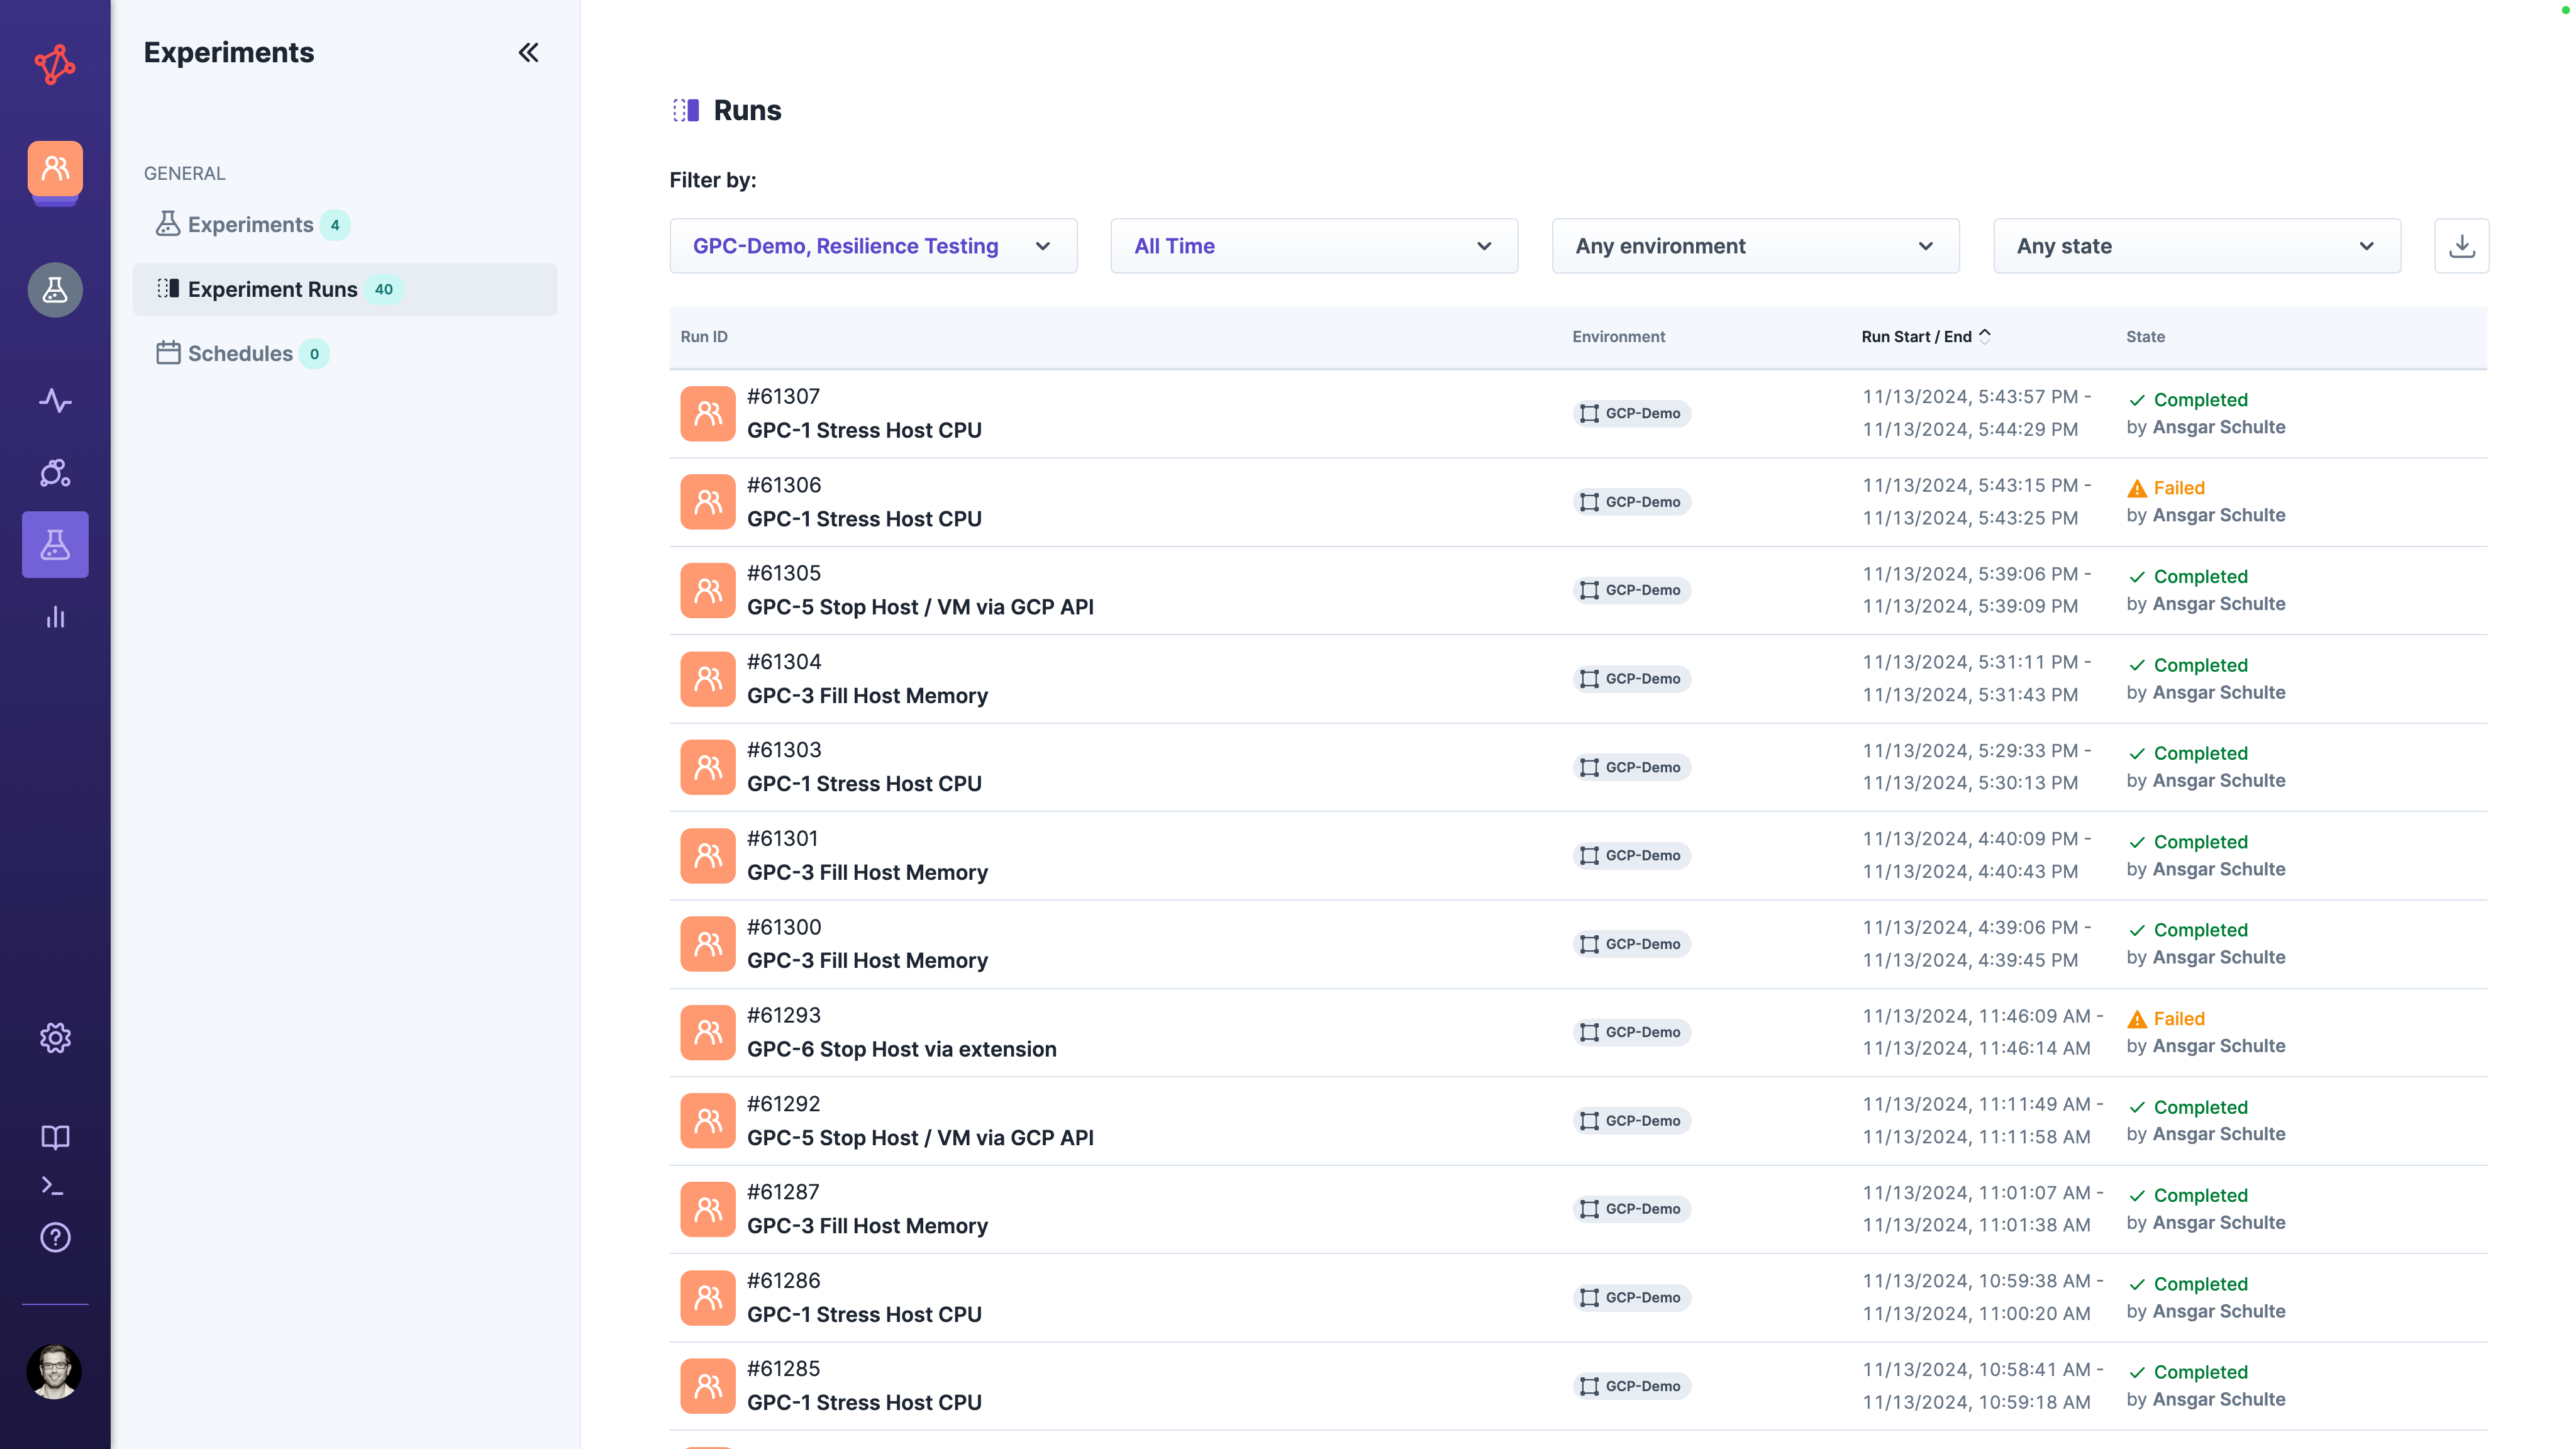 Experiments
GENERAL
Experiments 4
Experiment Runs 40
Schedules 0
Runs
Filter by:
GPC-Demo, Resilience Testing
All Time
Any environment
Any state
Run ID Environment Run Start / End State
#61307
GPC-1 Stress Host CPU
GCP-Demo
11/13/2024, 5:43:57 PM -
11/13/2024, 5:44:29 PM
Completed
by Ansgar Schulte
#61306
GPC-1 Stress Host CPU
GCP-Demo
11/13/2024, 5:43:15 PM -
11/13/2024, 5:43:25 PM
Failed
by Ansgar Schulte
#61305
GPC-5 Stop Host / VM via GCP API
GCP-Demo
11/13/2024, 5:39:06 PM -
11/13/2024, 5:39:09 PM
Completed
by Ansgar Schulte
#61304
GPC-3 Fill Host Memory
GCP-Demo
11/13/2024, 5:31:11 PM -
11/13/2024, 5:31:43 PM
Completed
by Ansgar Schulte
#61303
GPC-1 Stress Host CPU
GCP-Demo
11/13/2024, 5:29:33 PM -
11/13/2024, 5:30:13 PM
Completed
by Ansgar Schulte
#61301
GPC-3 Fill Host Memory
GCP-Demo
11/13/2024, 4:40:09 PM -
11/13/2024, 4:40:43 PM
Completed
by Ansgar Schulte
#61300
GPC-3 Fill Host Memory
GCP-Demo
11/13/2024, 4:39:06 PM -
11/13/2024, 4:39:45 PM
Completed
by Ansgar Schulte
#61293
GPC-6 Stop Host via extension
GCP-Demo
11/13/2024, 11:46:09 AM -
11/13/2024, 11:46:14 AM
Failed
by Ansgar Schulte
#61292
GPC-5 Stop Host / VM via GCP API
GCP-Demo
11/13/2024, 11:11:49 AM -
11/13/2024, 11:11:58 AM
Completed
by Ansgar Schulte
#61287
GPC-3 Fill Host Memory
GCP-Demo
11/13/2024, 11:01:07 AM -
11/13/2024, 11:01:38 AM
Completed
by Ansgar Schulte
#61286
GPC-1 Stress Host CPU
GCP-Demo
11/13/2024, 10:59:38 AM -
11/13/2024, 11:00:20 AM
Completed
by Ansgar Schulte
#61285
GPC-1 Stress Host CPU
GCP-Demo
11/13/2024, 10:58:41 AM -
11/13/2024, 10:59:18 AM
Completed
by Ansgar Schulte